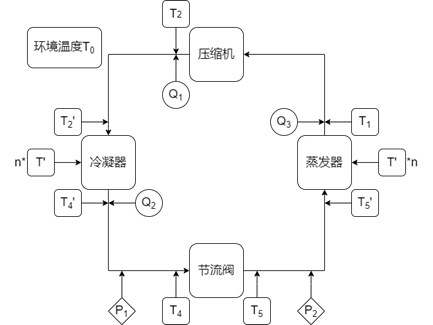 T₂
环境温度T₀
压缩机
Q₁
T₂'
Q₃
T₁
n* T' 冷凝器
蒸发器 T' *n
T₄'
Q₂
T₅'
节流阀
P₁
T₄
T₅
P₂